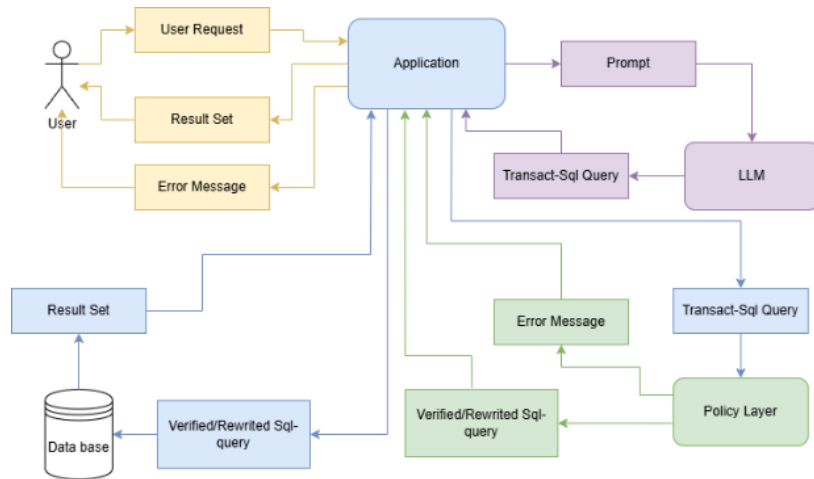 User Request
Application
Prompt
User
Result Set
Transact-Sql Query
LLM
Error Message
Result Set
Error Message
Transact-Sql Query
Verified/Rewrited Sql-
query
Verified/Rewrited Sql-
query
Policy Layer
Data base